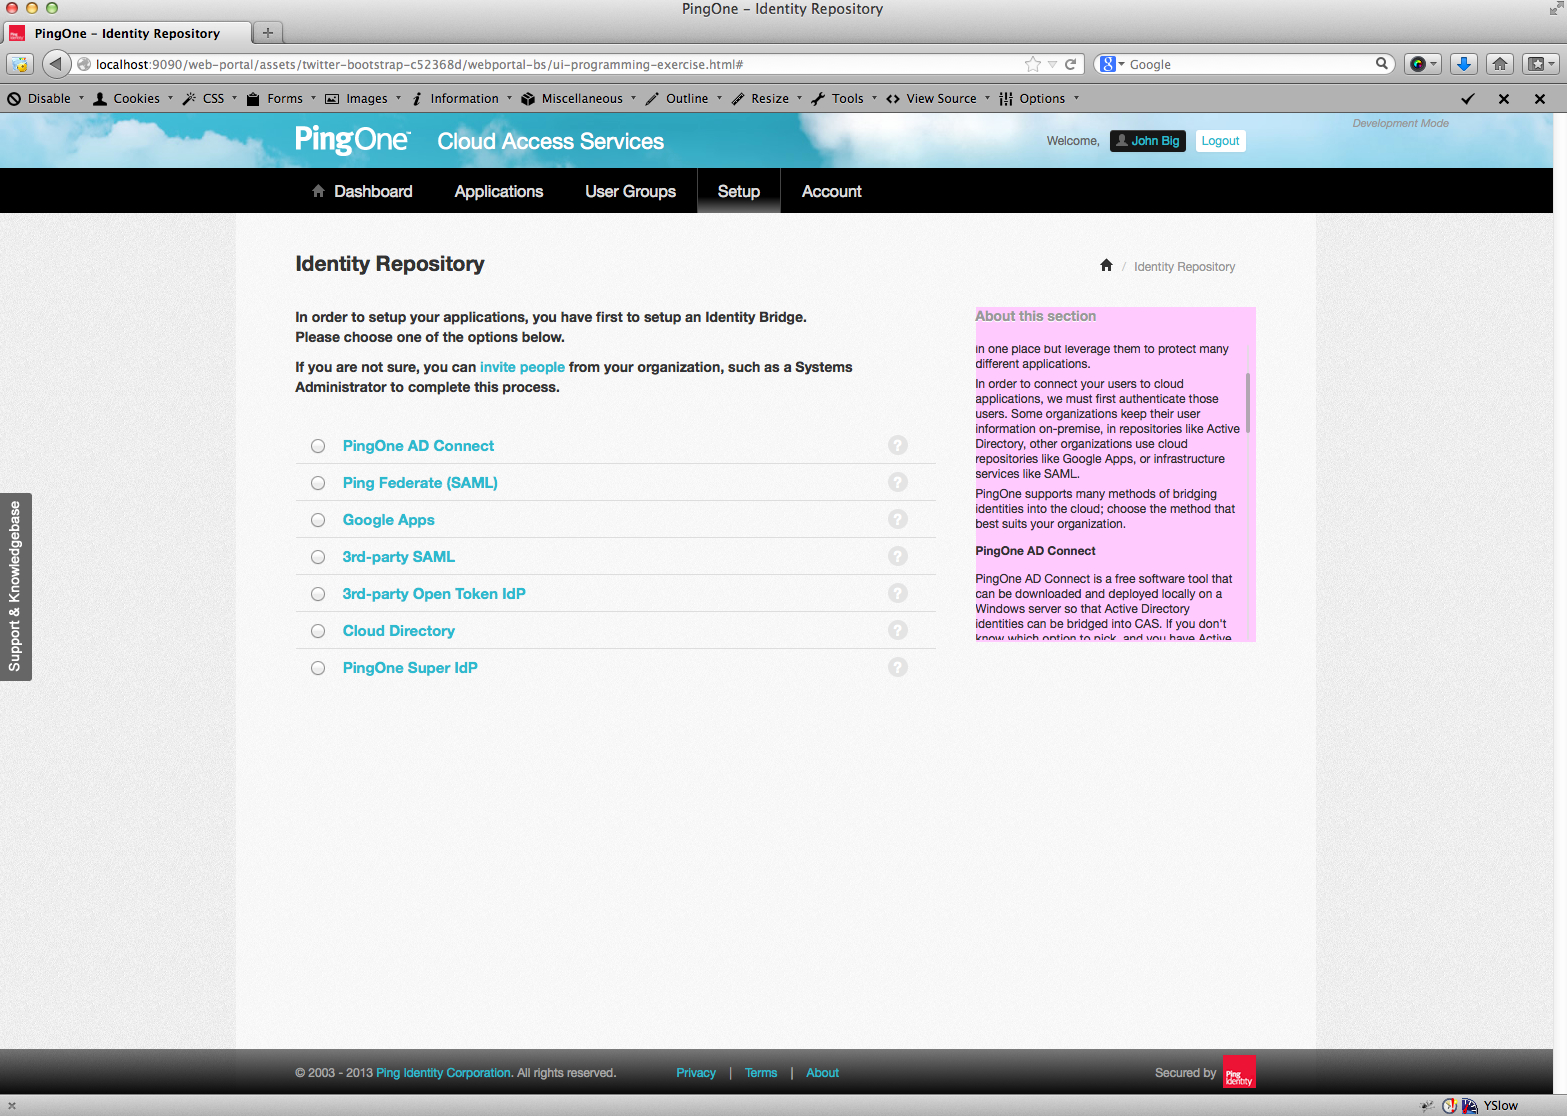 PingOne – Identity Repository
PingOne – Identity Repository
localhost:9090/web-portal/assets/twitter-bootstrap-c52368d/webportal-bs/ui-programming-exercise.html#
Google
Disable Cookies CSS Forms Images Information Miscellaneous Outline Resize Tools View Source Options
PingOne™ Cloud Access Services
Welcome, John Big Logout
Development Mode
Dashboard Applications User Groups Setup Account
Identity Repository
/ Identity Repository
In order to setup your applications, you have first to setup an Identity Bridge.
Please choose one of the options below.
If you are not sure, you can invite people from your organization, such as a Systems
Administrator to complete this process.
PingOne AD Connect ?
Ping Federate (SAML) ?
Google Apps ?
3rd-party SAML ?
3rd-party Open Token IdP ?
Cloud Directory ?
PingOne Super IdP ?
About this section
in one place but leverage them to protect many
different applications.
In order to connect your users to cloud
applications, we must first authenticate those
users. Some organizations keep their user
information on-premise, in repositories like Active
Directory, other organizations use cloud
repositories like Google Apps, or infrastructure
services like SAML.
PingOne supports many methods of bridging
identities into the cloud; choose the method that
best suits your organization.
PingOne AD Connect
PingOne AD Connect is a free software tool that
can be downloaded and deployed locally on a
Windows server so that Active Directory
identities can be bridged into CAS. If you don't
know which option to pick, and you have Active
Support & Knowledgebase
© 2003 - 2013 Ping Identity Corporation. All rights reserved. Privacy | Terms | About
Secured by Ping Identity
YSlow